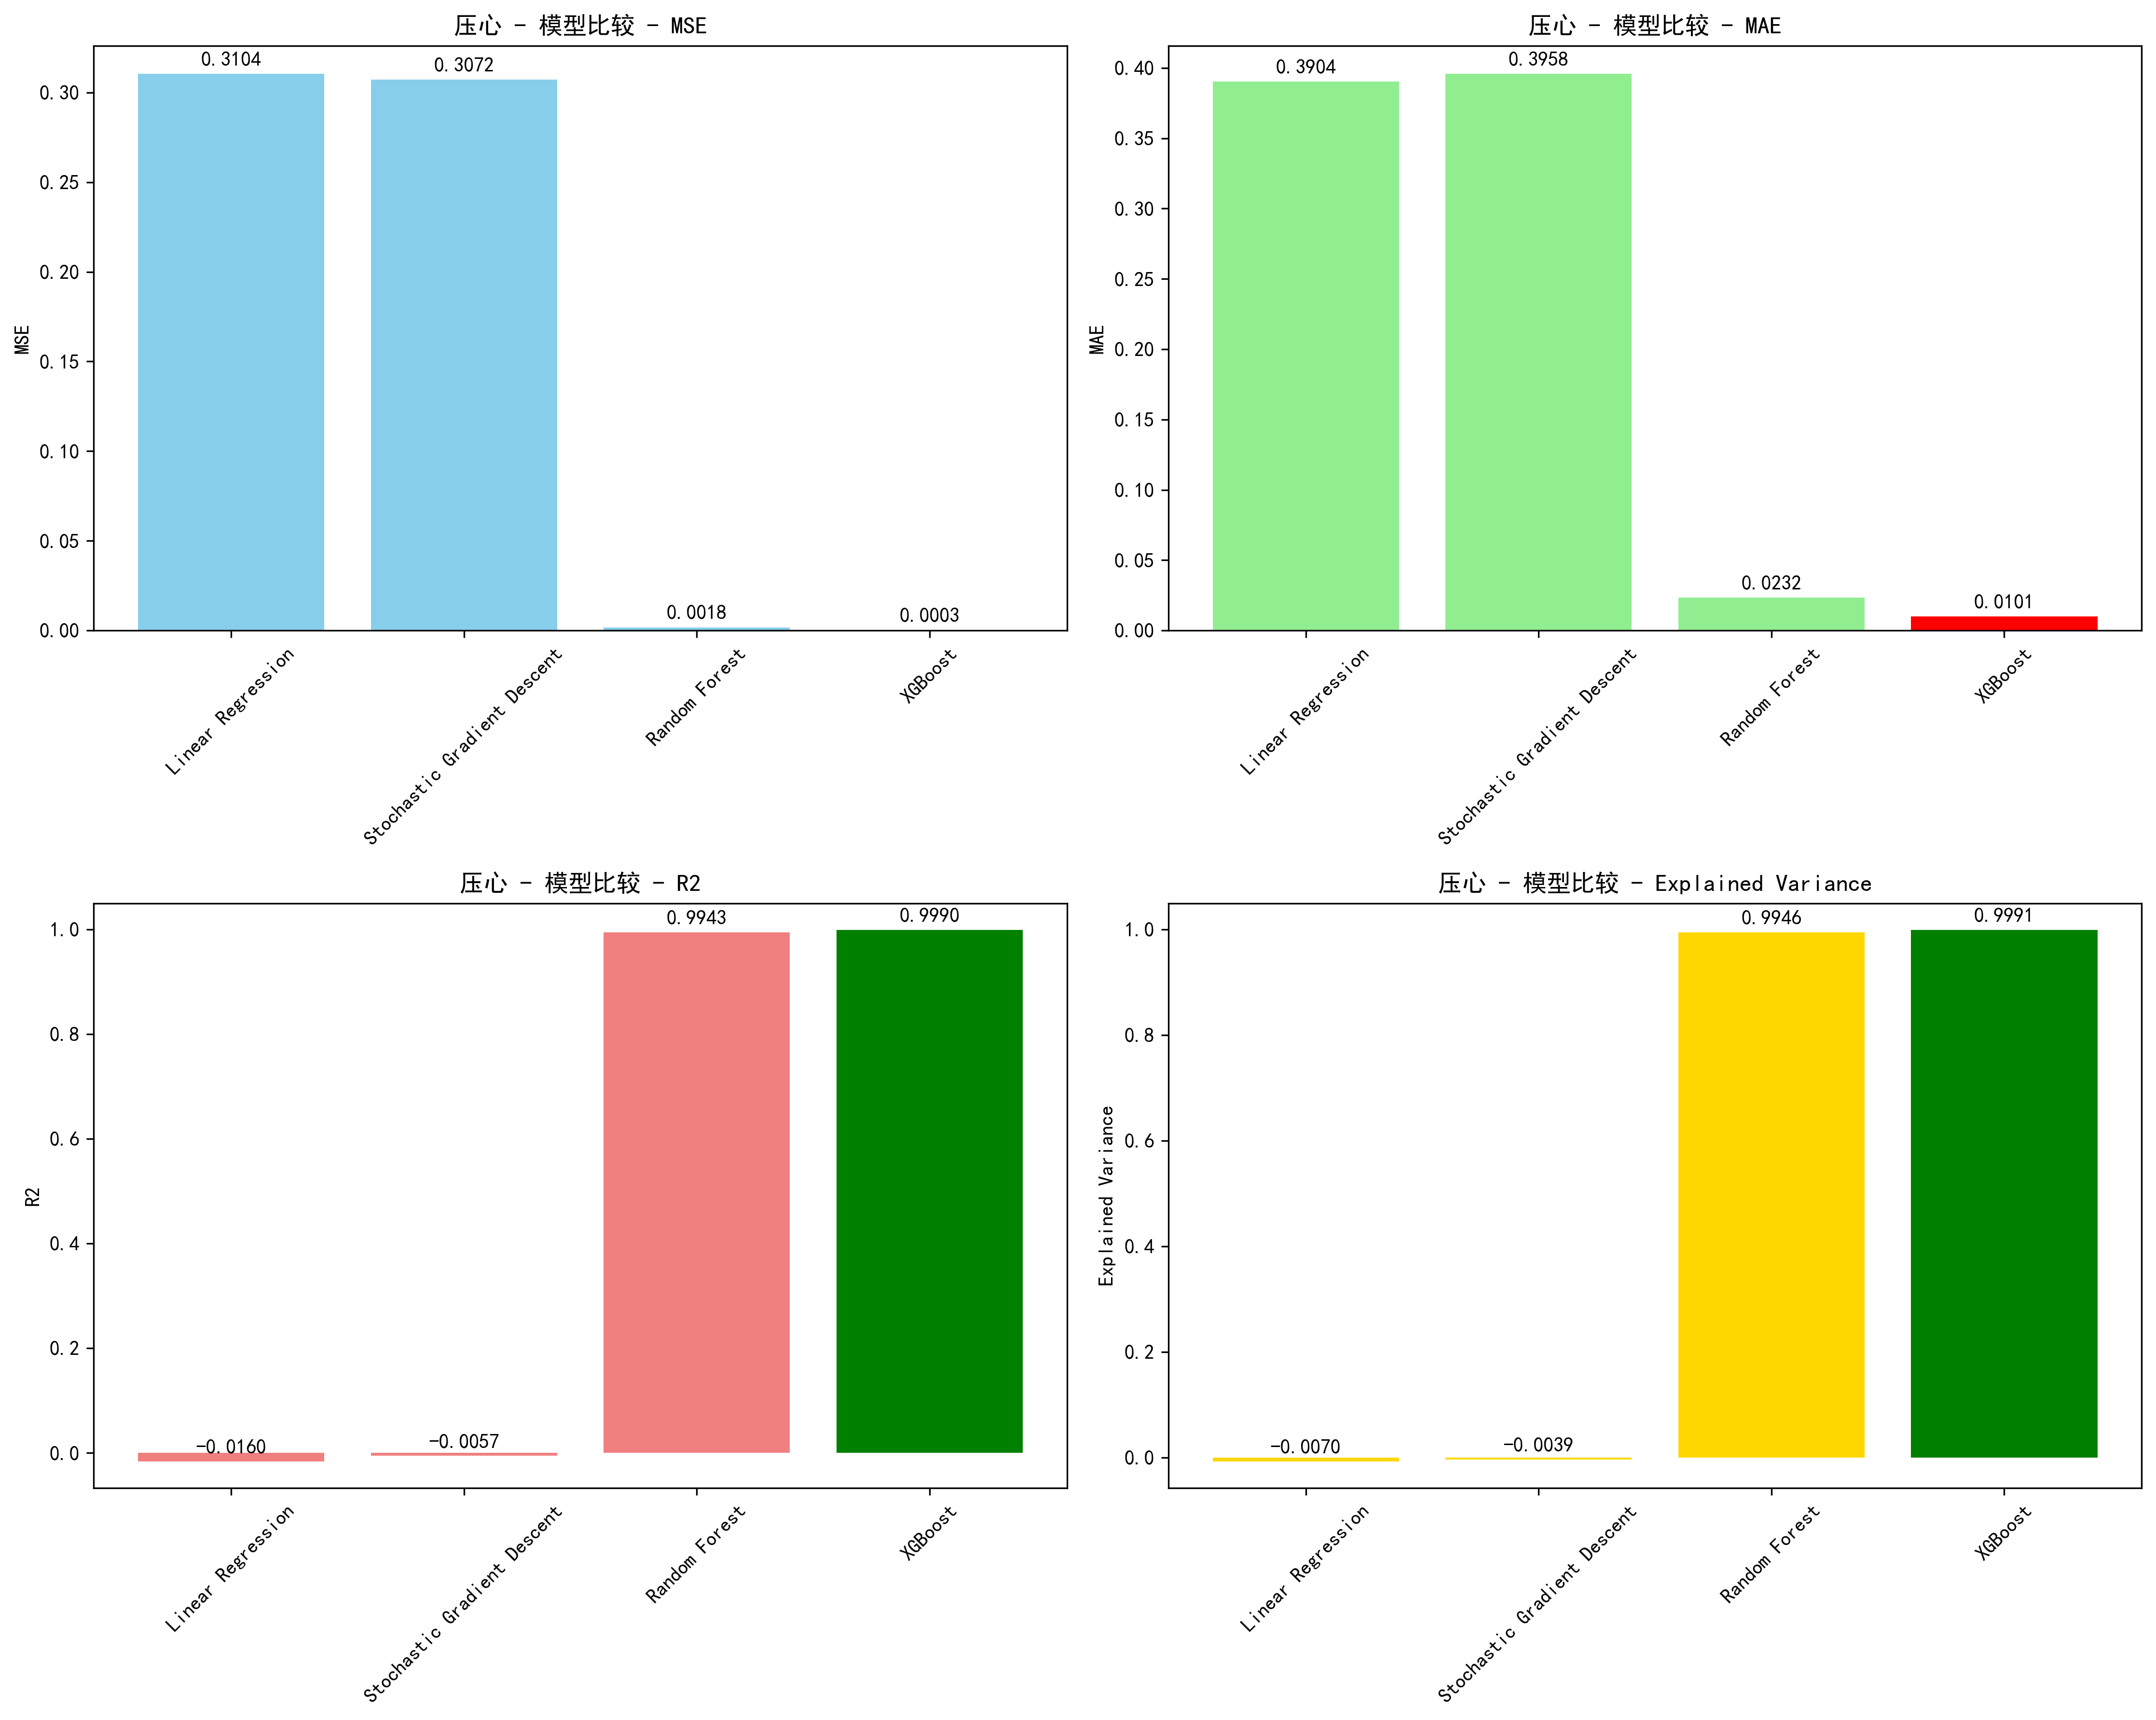 压心 - 模型比较 - MSE
0.3104
0.3072
0.0018
0.0003
0.30
0.25
0.20
0.15
0.10
0.05
0.00
MSE
Linear Regression
Stochastic Gradient Descent
Random Forest
XGBoost
压心 - 模型比较 - MAE
0.3904
0.3958
0.0232
0.0101
0.40
0.35
0.30
0.25
0.20
0.15
0.10
0.05
0.00
MAE
Linear Regression
Stochastic Gradient Descent
Random Forest
XGBoost
压心 - 模型比较 - R2
-0.0160
-0.0057
0.9943
0.9990
1.0
0.8
0.6
0.4
0.2
0.0
R2
Linear Regression
Stochastic Gradient Descent
Random Forest
XGBoost
压心 - 模型比较 - Explained Variance
-0.0070
-0.0039
0.9946
0.9991
1.0
0.8
0.6
0.4
0.2
0.0
Explained Variance
Linear Regression
Stochastic Gradient Descent
Random Forest
XGBoost